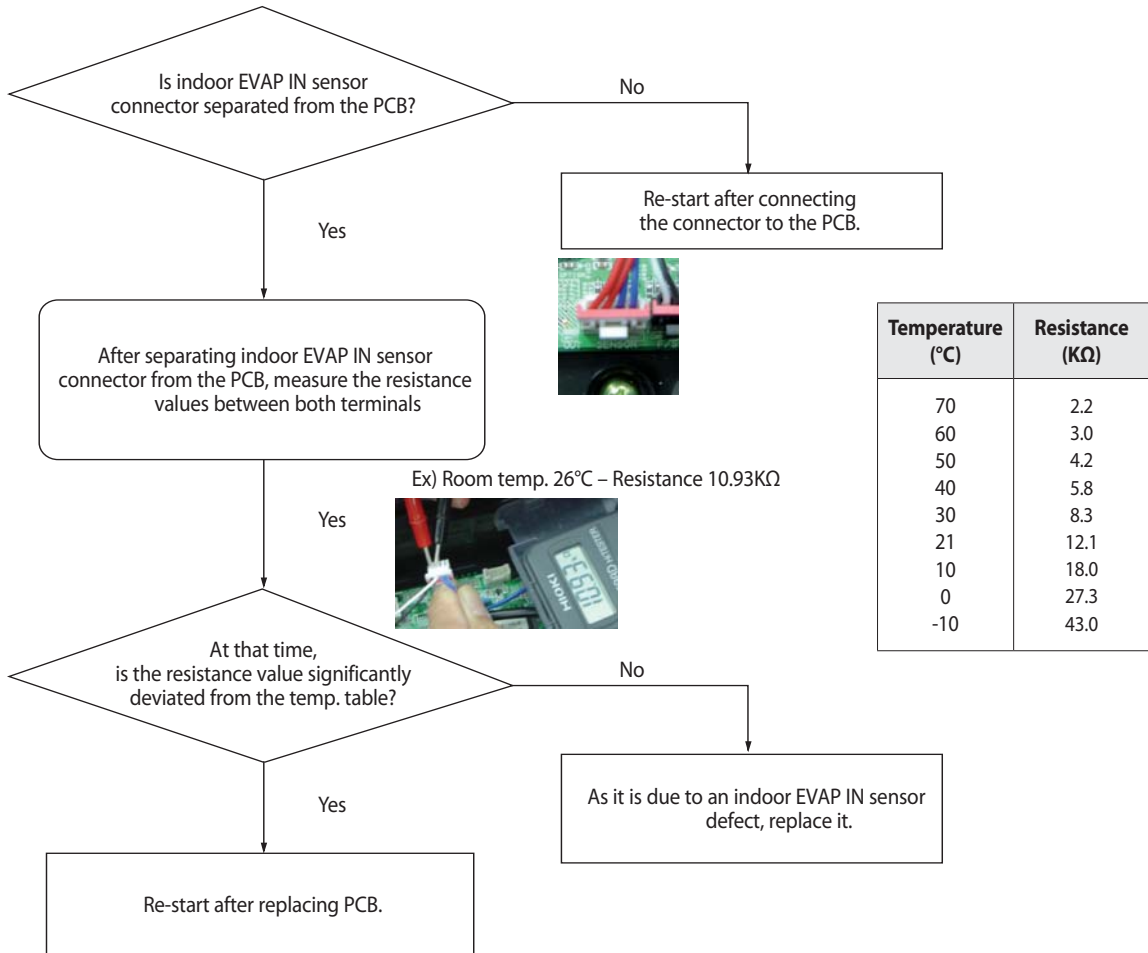 Is indoor EVAP IN sensor
connector separated from the PCB?
No
Re-start after connecting
the connector to the PCB.
Yes
After separating indoor EVAP IN sensor
connector from the PCB, measure the resistance
values between both terminals
Ex) Room temp. 26°C – Resistance 10.93KΩ
HIOKI
10.93
Yes
At that time,
is the resistance value significantly
deviated from the temp. table?
No
As it is due to an indoor EVAP IN sensor
defect, replace it.
Yes
Re-start after replacing PCB.
Temperature Resistance
(°C) (KΩ)
70 2.2
60 3.0
50 4.2
40 5.8
30 8.3
21 12.1
10 18.0
0 27.3
-10 43.0